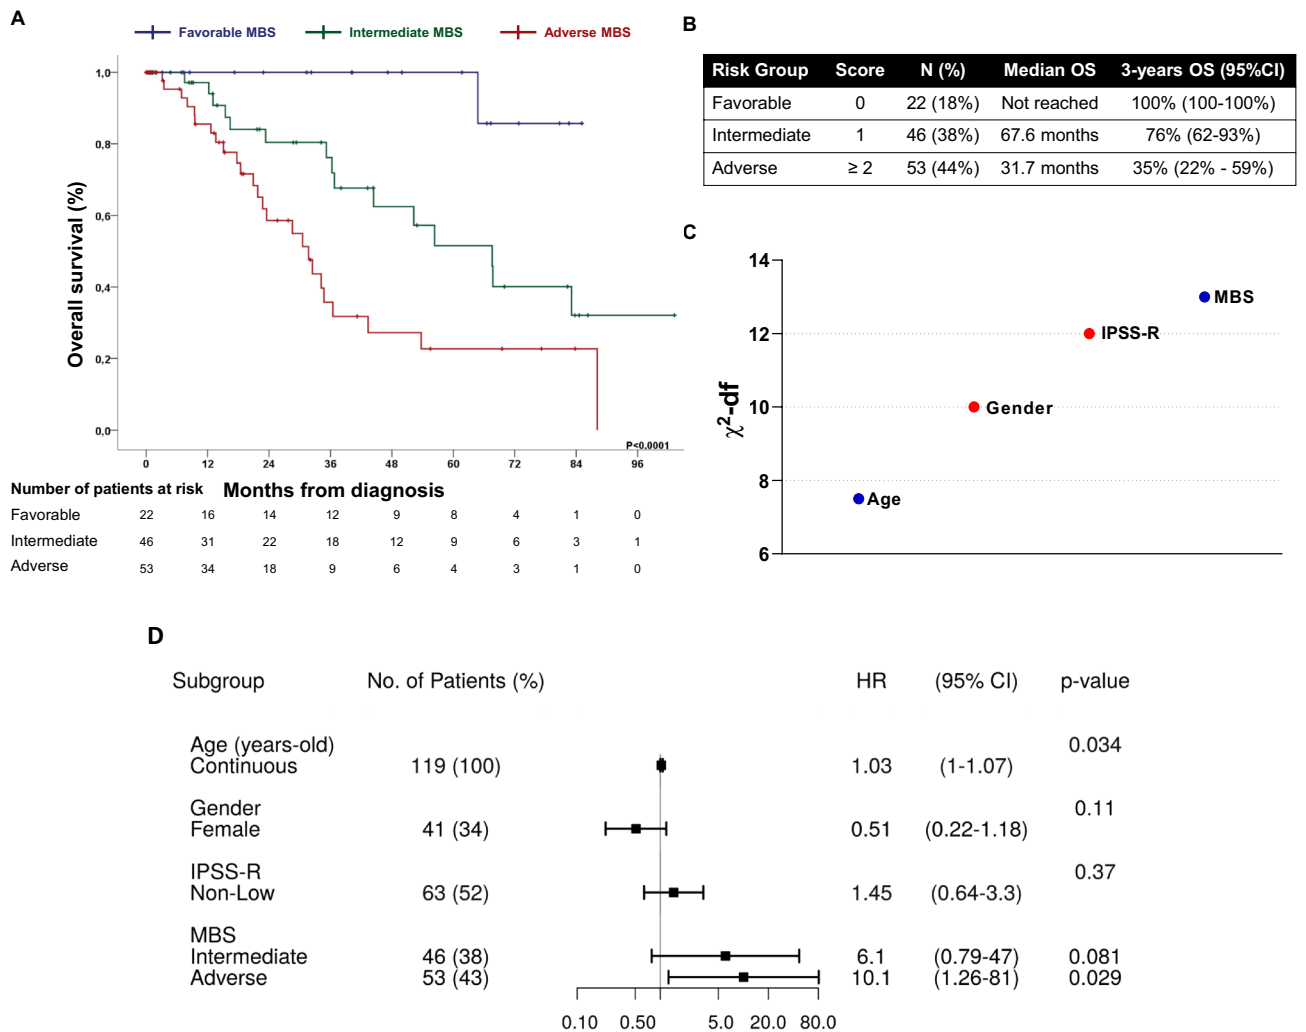 A
Favorable MBS
Intermediate MBS
Adverse MBS
Overall survival (%)
1,0
0,8
0,6
0,4
0,2
0,0
P<0.0001
0 12 24 36 48 60 72 84 96
Months from diagnosis
Number of patients at risk
Favorable 22 16 14 12 9 8 4 1 0
Intermediate 46 31 22 18 12 9 6 3 1
Adverse 53 34 18 9 6 4 3 1 0
B
Risk Group Score N (%) Median OS 3-years OS (95%CI)
Favorable 0 22 (18%) Not reached 100% (100-100%)
Intermediate 1 46 (38%) 67.6 months 76% (62-93%)
Adverse ≥ 2 53 (44%) 31.7 months 35% (22% - 59%)
C
χ²-df
14
12
10
8
6
MBS
IPSS-R
Gender
Age
D
Subgroup No. of Patients (%) HR (95% CI) p-value
Age (years-old) 0.034
Continuous 119 (100) 1.03 (1-1.07)
Gender 0.11
Female 41 (34) 0.51 (0.22-1.18)
IPSS-R 0.37
Non-Low 63 (52) 1.45 (0.64-3.3)
MBS
Intermediate 46 (38) 6.1 (0.79-47) 0.081
Adverse 53 (43) 10.1 (1.26-81) 0.029
0.10 0.50 5.0 20.0 80.0